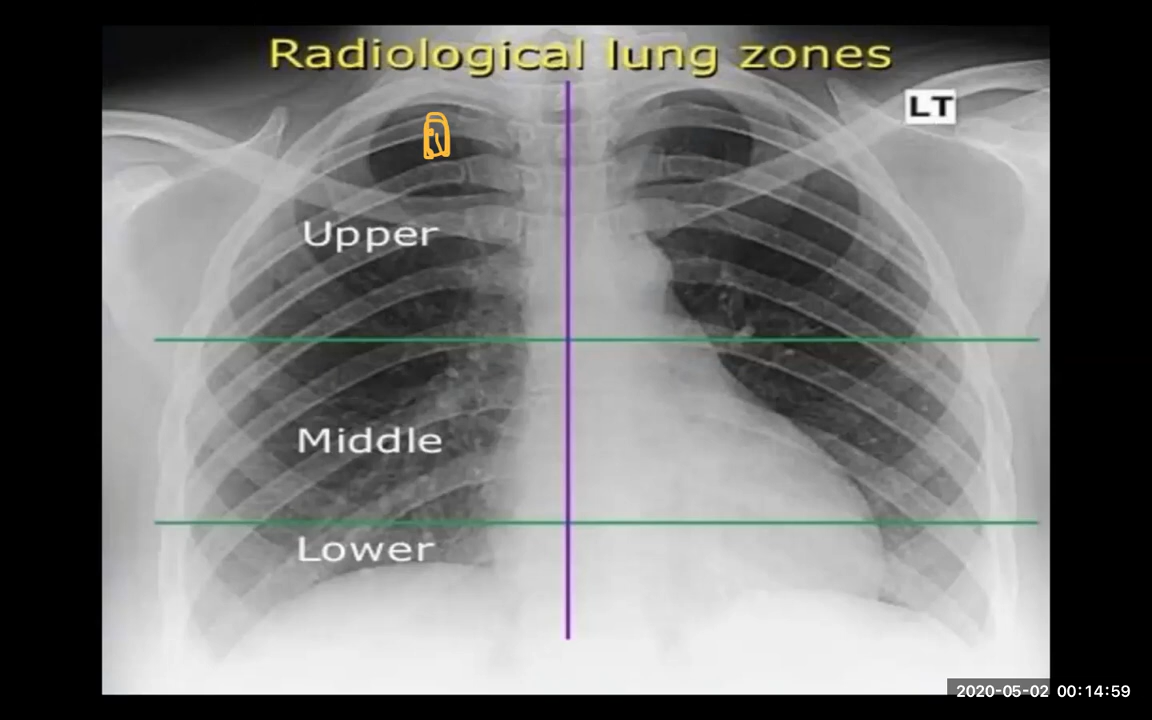 Radiological lung zones
LT
Upper
Middle
Lower
2020-05-02 00:14:59